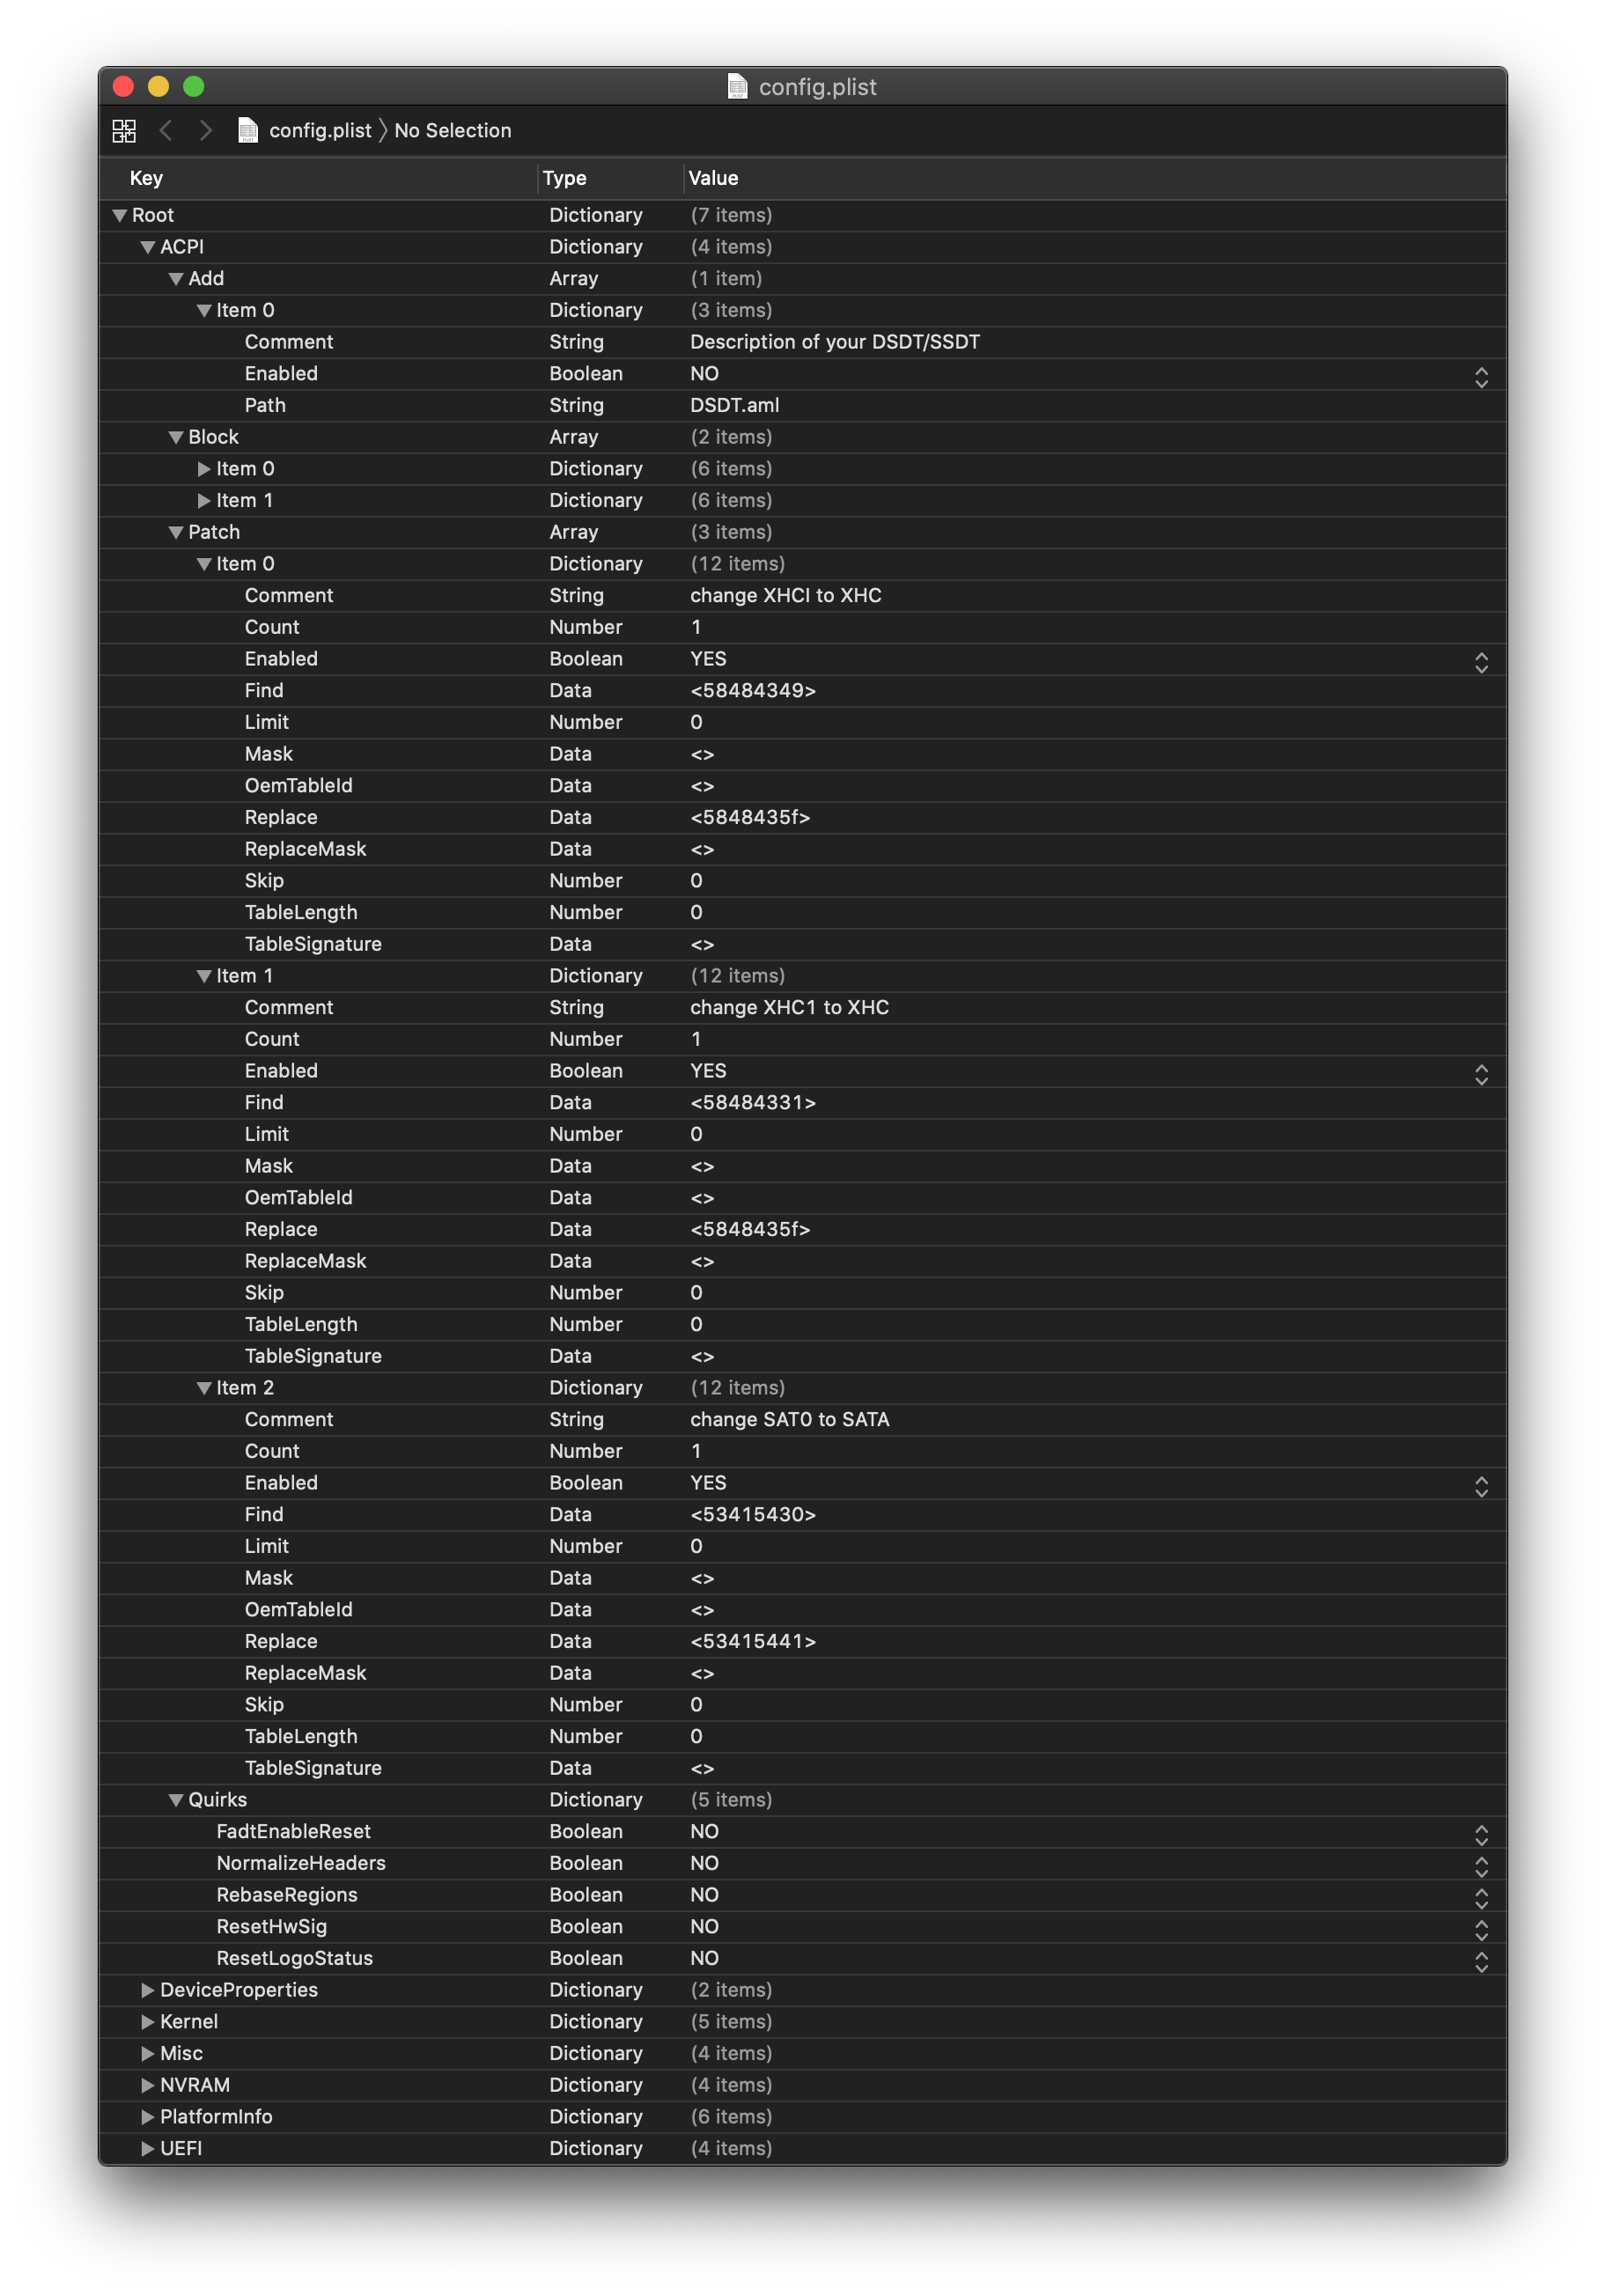 config.plist
config.plist No Selection
Key Type Value
Root Dictionary (7 items)
ACPI Dictionary (4 items)
Add Array (1 item)
Item 0 Dictionary (3 items)
Comment String Description of your DSDT/SSDT
Enabled Boolean NO
Path String DSDT.aml
Block Array (2 items)
Item 0 Dictionary (6 items)
Item 1 Dictionary (6 items)
Patch Array (3 items)
Item 0 Dictionary (12 items)
Comment String change XHCI to XHC
Count Number 1
Enabled Boolean YES
Find Data <58484349>
Limit Number 0
Mask Data <>
OemTableId Data <>
Replace Data <5848435f>
ReplaceMask Data <>
Skip Number 0
TableLength Number 0
TableSignature Data <>
Item 1 Dictionary (12 items)
Comment String change XHC1 to XHC
Count Number 1
Enabled Boolean YES
Find Data <58484331>
Limit Number 0
Mask Data <>
OemTableId Data <>
Replace Data <5848435f>
ReplaceMask Data <>
Skip Number 0
TableLength Number 0
TableSignature Data <>
Item 2 Dictionary (12 items)
Comment String change SAT0 to SATA
Count Number 1
Enabled Boolean YES
Find Data <53415430>
Limit Number 0
Mask Data <>
OemTableId Data <>
Replace Data <53415441>
ReplaceMask Data <>
Skip Number 0
TableLength Number 0
TableSignature Data <>
Quirks Dictionary (5 items)
FadtEnableReset Boolean NO
NormalizeHeaders Boolean NO
RebaseRegions Boolean NO
ResetHwSig Boolean NO
ResetLogoStatus Boolean NO
DeviceProperties Dictionary (2 items)
Kernel Dictionary (5 items)
Misc Dictionary (4 items)
NVRAM Dictionary (4 items)
PlatformInfo Dictionary (6 items)
UEFI Dictionary (4 items)